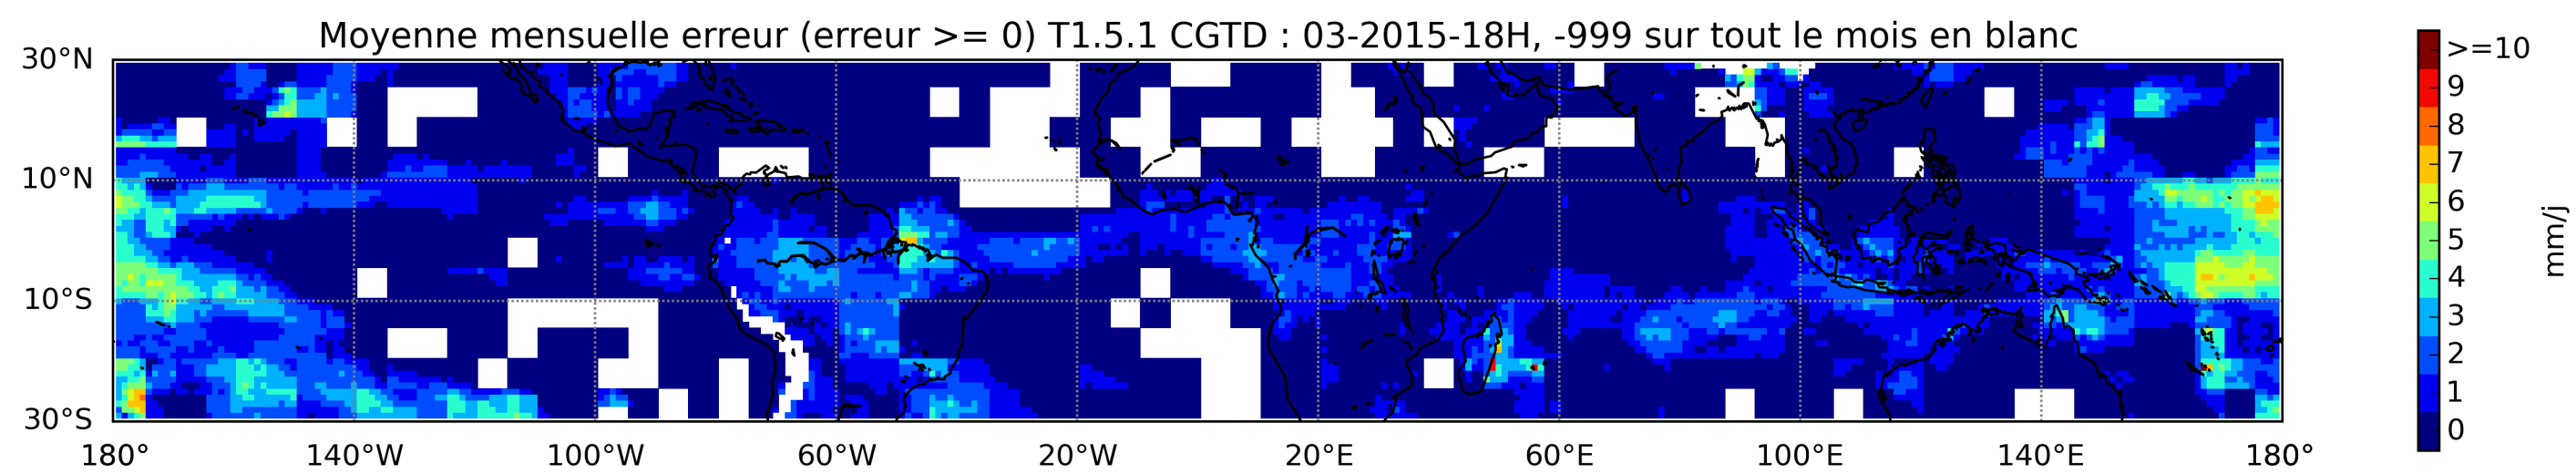 Moyenne mensuelle erreur (erreur >= 0) T1.5.1 CGTD : 03-2015-18H, -999 sur tout le mois en blanc
30°N
10°N
10°S
30°S
180°
140°W
100°W
60°W
20°W
20°E
60°E
100°E
140°E
180°
>=10
9
8
7
6
5
4
3
2
1
0
mm/j